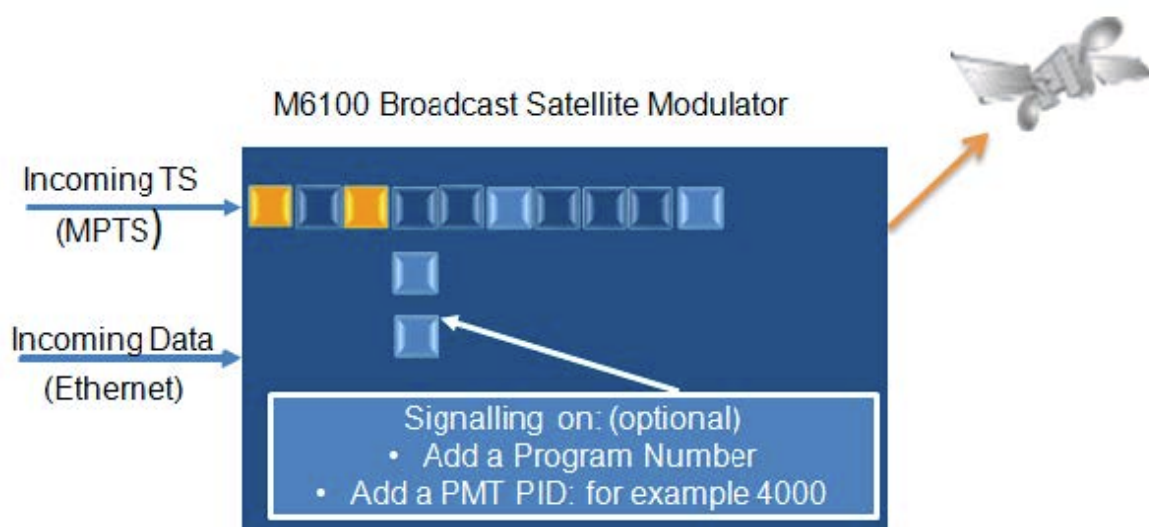 M6100 Broadcast Satellite Modulator
Incoming TS
(MPTS)
Incoming Data
(Ethernet)
Signalling on: (optional)
• Add a Program Number
• Add a PMT PID: for example 4000